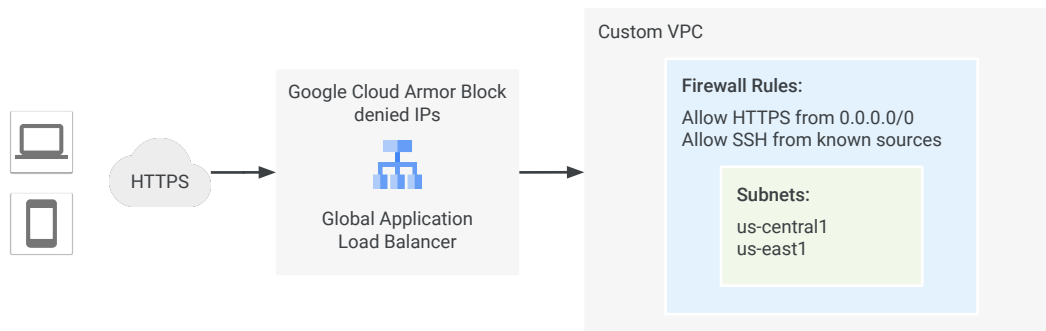 Custom VPC
HTTPS
Google Cloud Armor Block
denied IPs
Global Application
Load Balancer
Firewall Rules:
Allow HTTPS from 0.0.0.0/0
Allow SSH from known sources
Subnets:
us-central1
us-east1